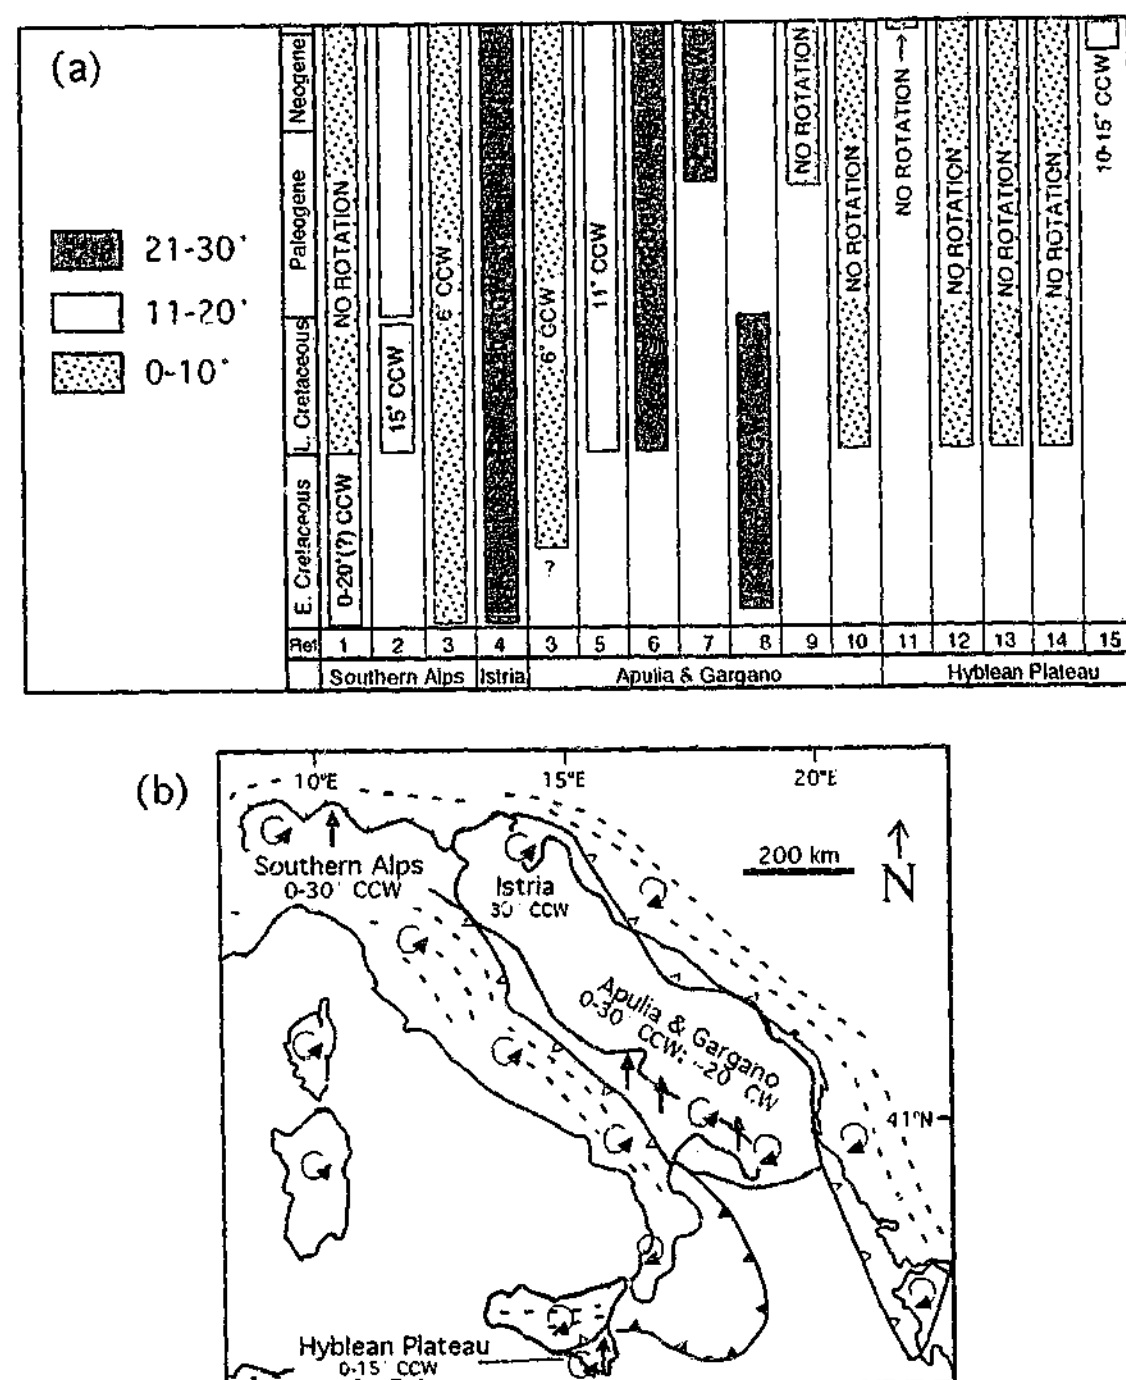 (a)
21-30°
11-20°
0-10°
Neogene
Paleogene
L. Cretaceous
E. Cretaceous
NO ROTATION
0-20°(?) CCW
15° CCW
6° CCW
6° CCW
?
11° CCW
NO ROTATION
NO ROTATION
NO ROTATION →
NO ROTATION
NO ROTATION
NO ROTATION
10-15° CCW
Ref 1 2 3 4 3 5 6 7 8 9 10 11 12 13 14 15
Southern Alps Istria Apulia & Gargano Hyblean Plateau
(b)
10°E 15°E 20°E
200 km
N
Southern Alps
0-30° CCW
Istria
30° CCW
Apulia & Gargano
0-30° CCW; ~20° CW
41°N
Hyblean Plateau
0-15° CCW